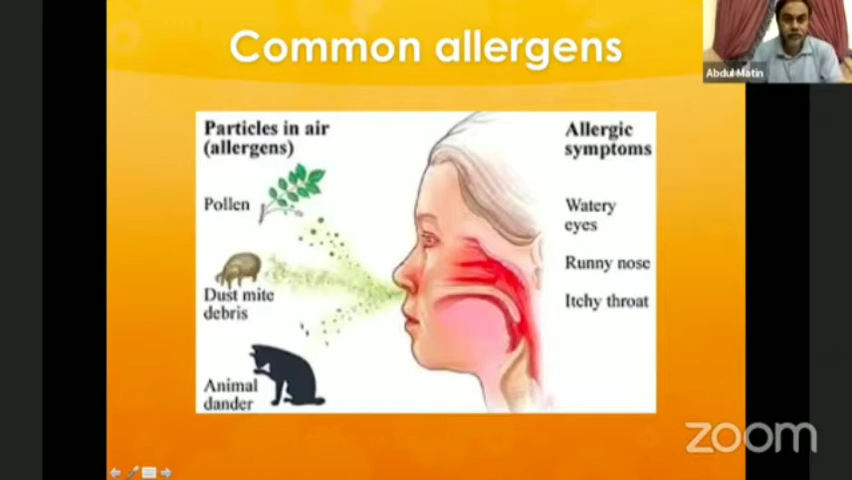 Common allergens
Abdul Matin
Particles in air
(allergens)
Pollen
Dust mite
debris
Animal
dander
Allergic
symptoms
Watery
eyes
Runny nose
Itchy throat
zoom